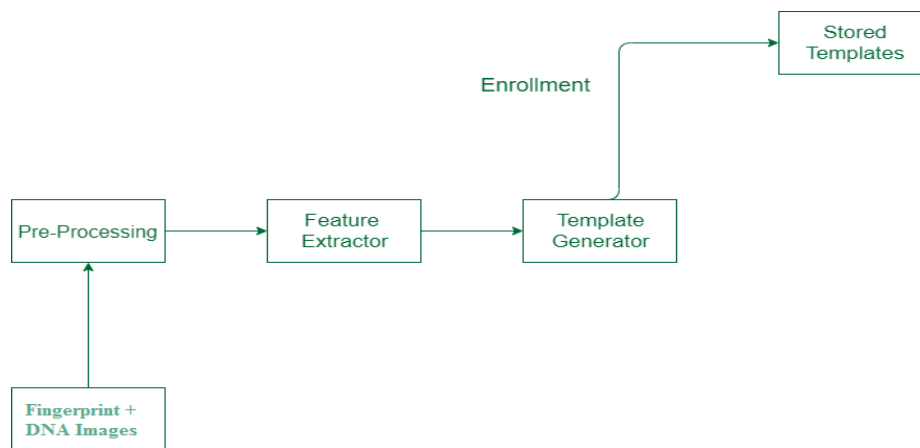 Stored
Templates
Enrollment
Pre-Processing
Feature
Extractor
Template
Generator
Fingerprint +
DNA Images